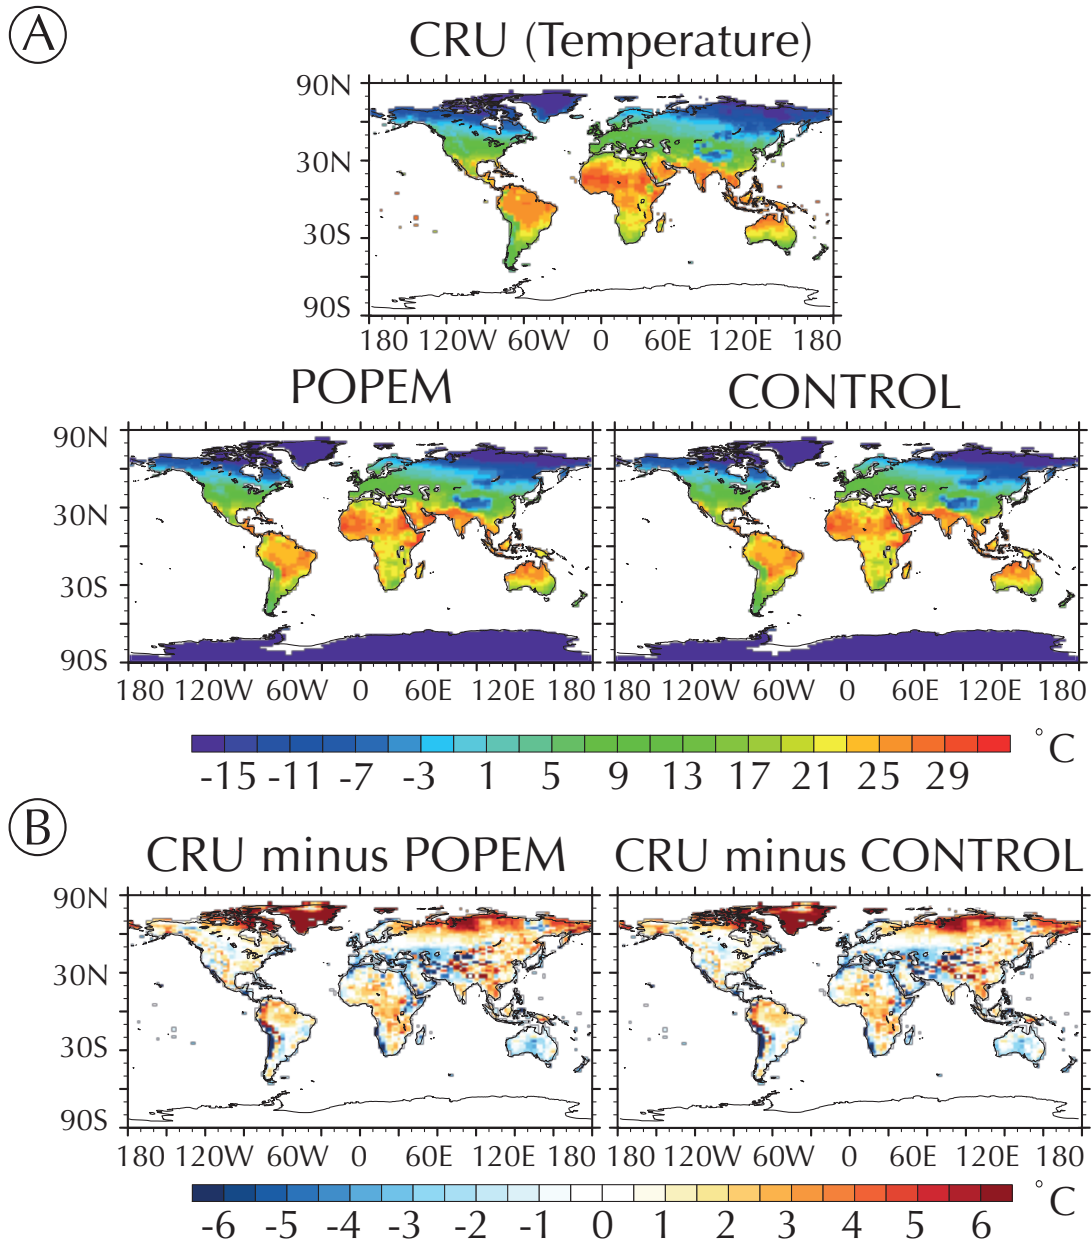 A
CRU (Temperature)
90N
30N
30S
90S
180 120W 60W 0 60E 120E 180
POPEM CONTROL
90N
30N
30S
90S
180 120W 60W 0 60E 120E 180 180 120W 60W 0 60E 120E 180
-15 -11 -7 -3 1 5 9 13 17 21 25 29 °C
B
CRU minus POPEM CRU minus CONTROL
90N
30N
30S
90S
180 120W 60W 0 60E 120E 180 180 120W 60W 0 60E 120E 180
-6 -5 -4 -3 -2 -1 0 1 2 3 4 5 6 °C